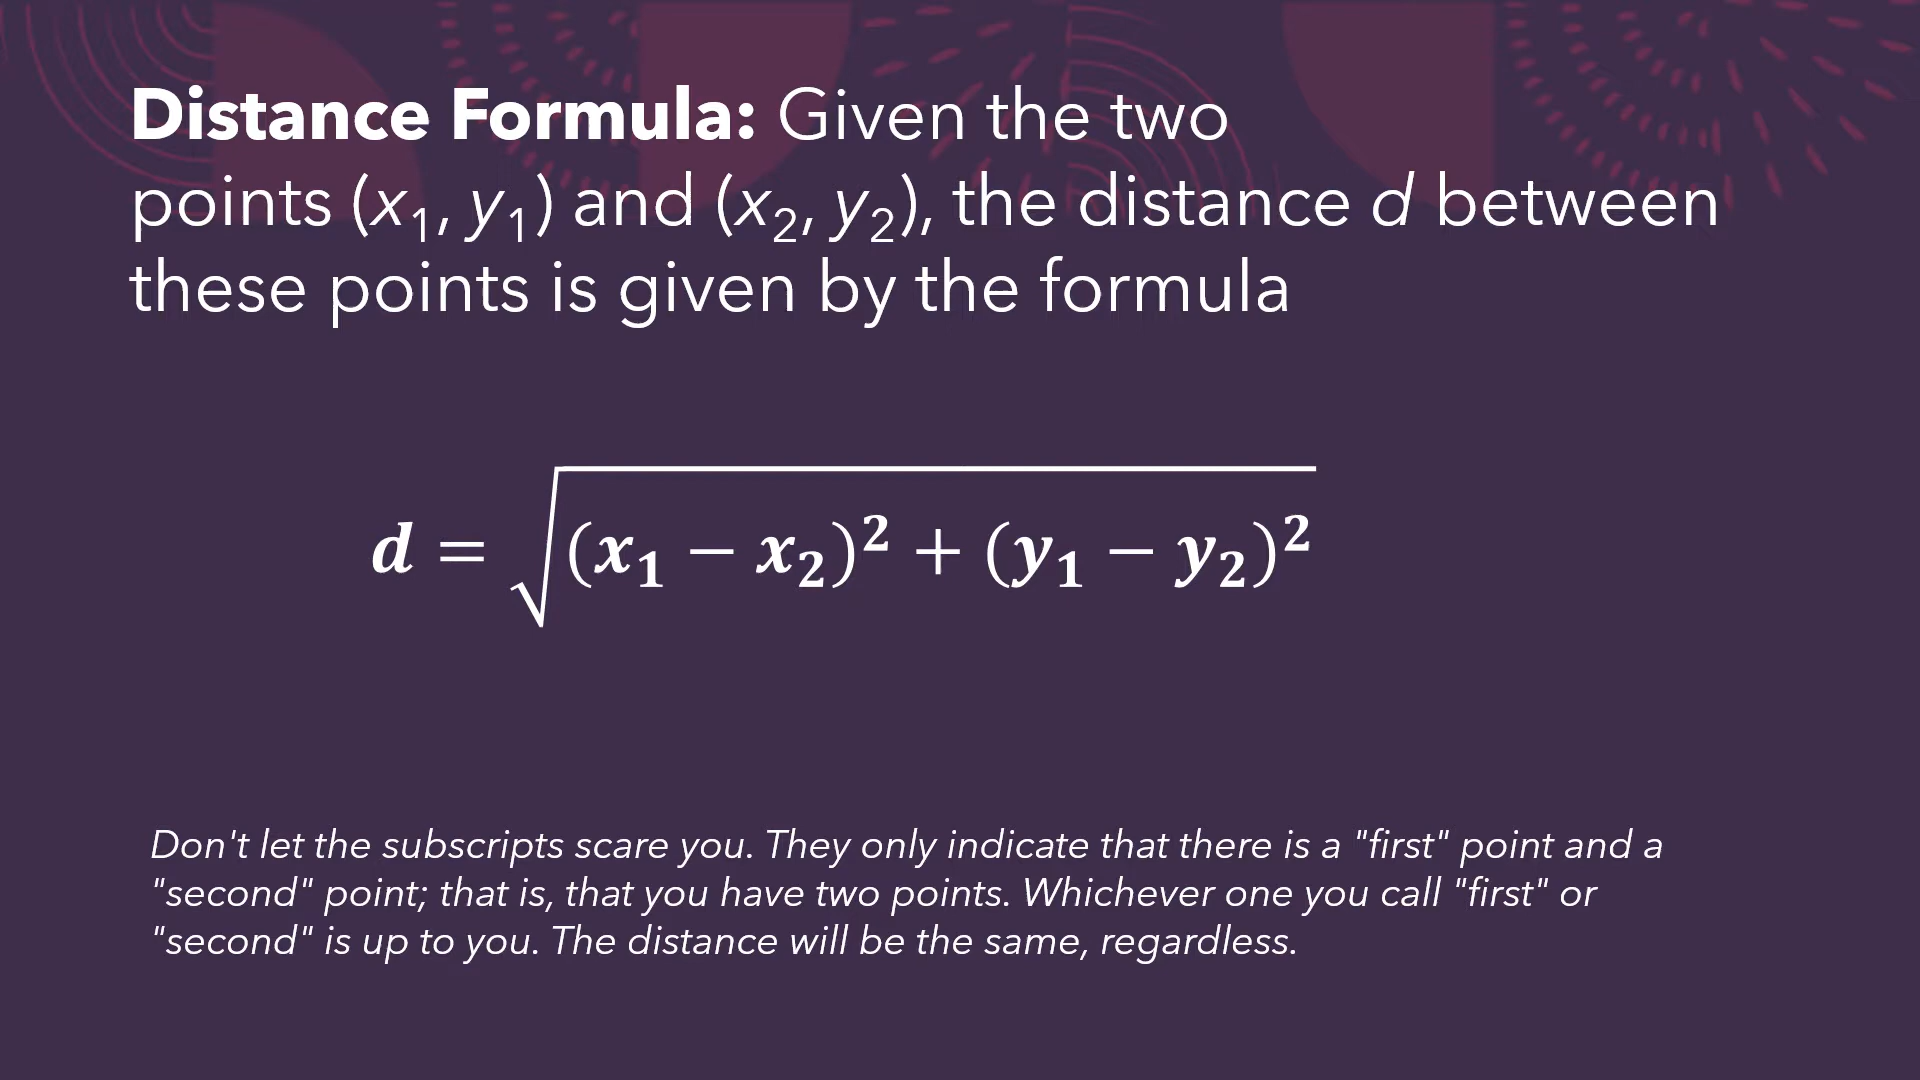 Distance Formula: Given the two
points (x₁, y₁) and (x₂, y₂), the distance d between
these points is given by the formula
d = √((x₁ − x₂)² + (y₁ − y₂)²)
Don't let the subscripts scare you. They only indicate that there is a "first" point and a
"second" point; that is, that you have two points. Whichever one you call "first" or
"second" is up to you. The distance will be the same, regardless.